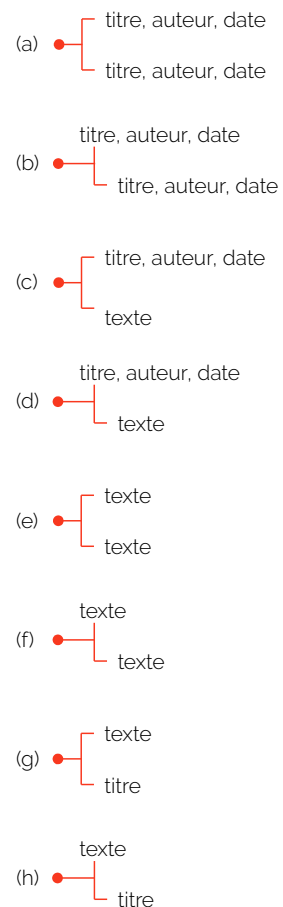 titre, auteur, date
(a)
titre, auteur, date
titre, auteur, date
(b)
titre, auteur, date
titre, auteur, date
(c)
texte
titre, auteur, date
(d)
texte
texte
(e)
texte
texte
(f)
texte
texte
(g)
titre
texte
(h)
titre